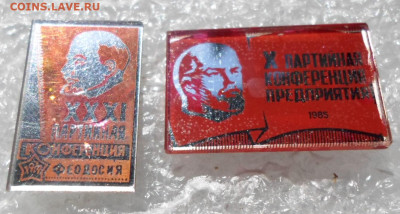 COINS.LAVE.RU
XXXI
ПАРТИЙНАЯ
КОНФЕРЕНЦИЯ
ФЕОДОСИЯ
X ПАРТИЙНАЯ
КОНФЕРЕНЦИЯ
ПРЕДПРИЯТИЯ
1985